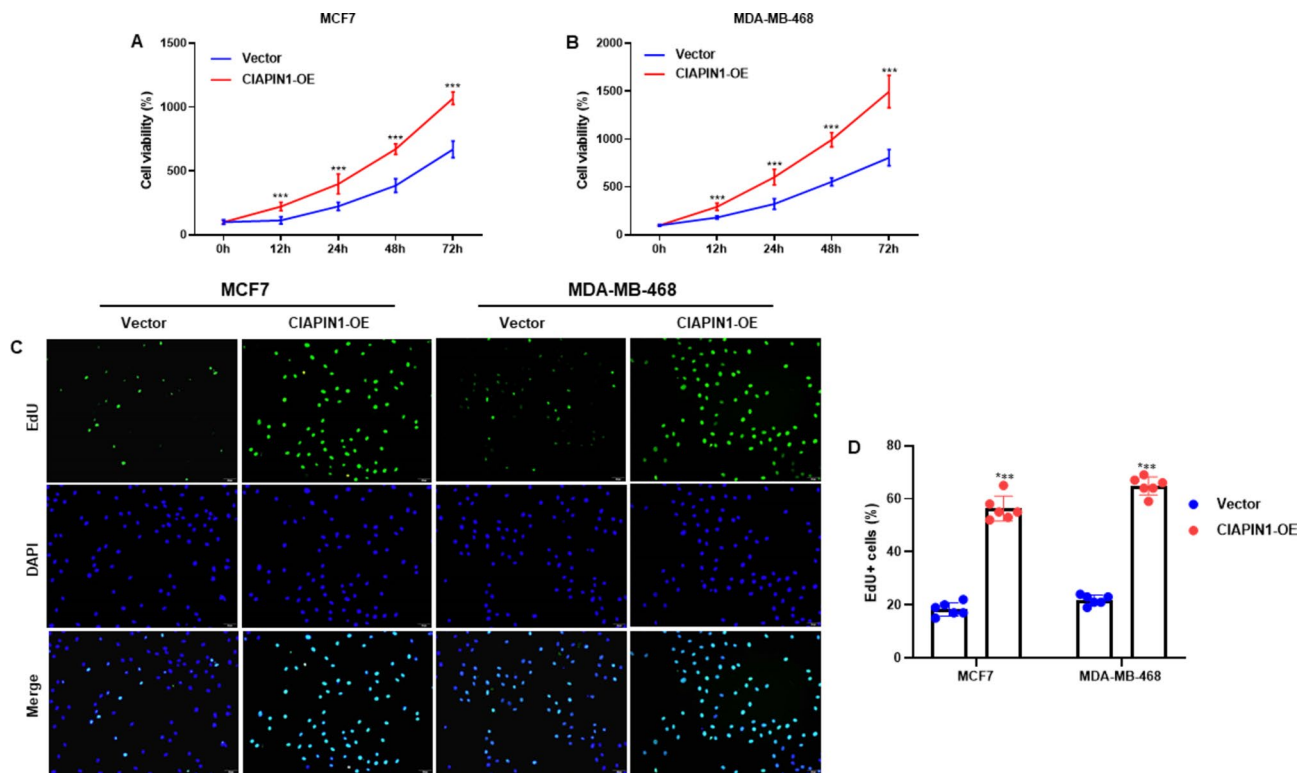 MCF7
A
1500
1000
500
0
Cell viability (%)
Vector
CIAPIN1-OE
***
***
***
***
0h
12h
24h
48h
72h
MDA-MB-468
B
2000
1500
1000
500
0
Cell viability (%)
Vector
CIAPIN1-OE
***
***
***
***
0h
12h
24h
48h
72h
C
MCF7
MDA-MB-468
Vector
CIAPIN1-OE
Vector
CIAPIN1-OE
EdU
DAPI
Merge
D
80
60
40
20
0
EdU+ cells (%)
***
***
MCF7
MDA-MB-468
Vector
CIAPIN1-OE